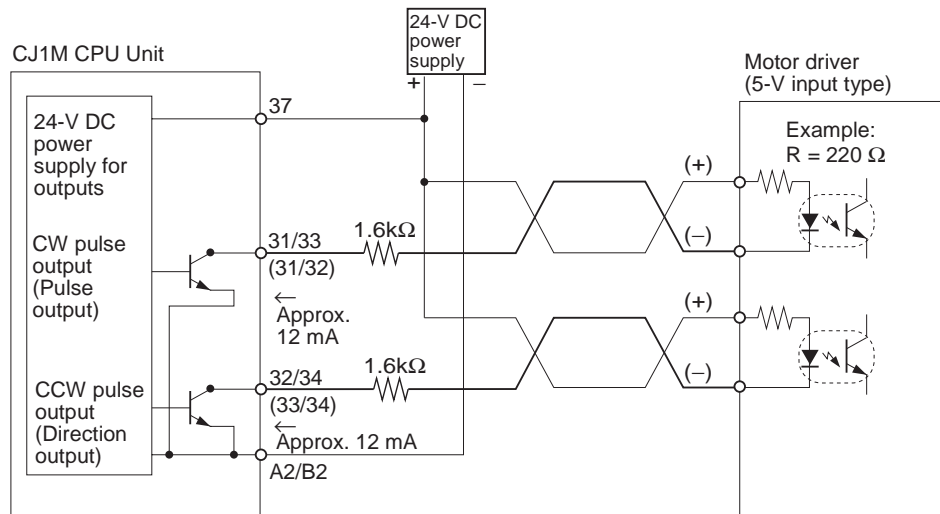 24-V DC
power
supply
+
−
CJ1M CPU Unit
37
24-V DC
power
supply for
outputs
CW pulse
output
(Pulse
output)
31/33
(31/32)
1.6kΩ
←
Approx.
12 mA
CCW pulse
output
(Direction
output)
32/34
(33/34)
1.6kΩ
←
Approx. 12 mA
A2/B2
Motor driver
(5-V input type)
Example:
R = 220 Ω
(+)
(−)
(+)
(−)